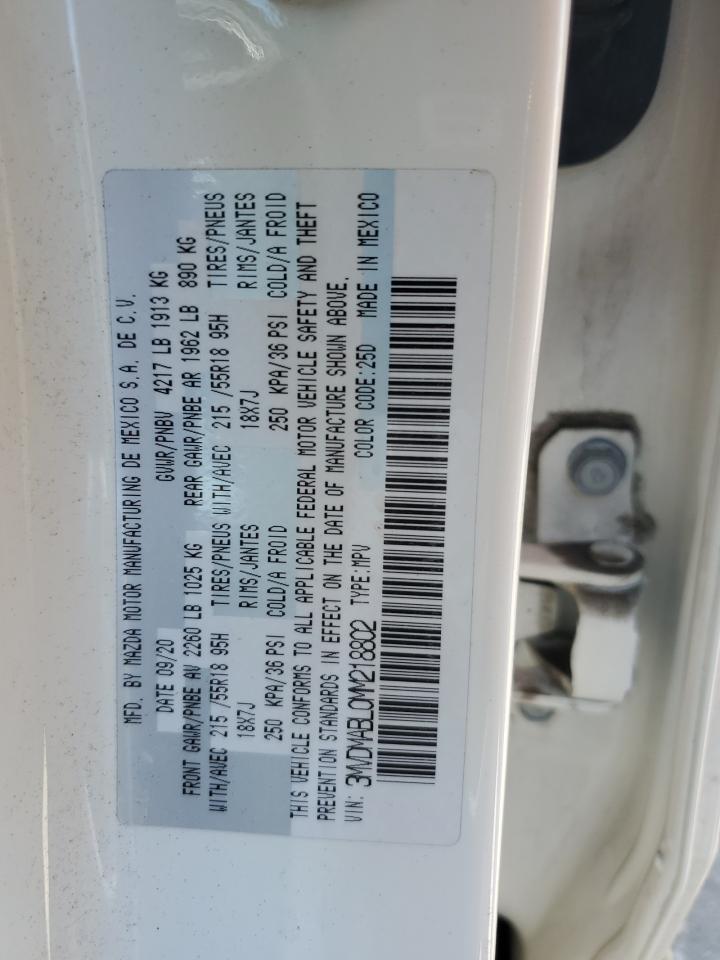 MFD. BY MAZDA MOTOR MANUFACTURING DE MEXICO S.A. DE C.V.
DATE 09/20 GVWR/PNBV 4217 LB 1913 KG
FRONT GAWR/PNBE AV 2260 LB 1025 KG REAR GAWR/PNBE AR 1962 LB 890 KG
WITH/AVEC 215 /55R18 95H TIRES/PNEUS WITH/AVEC 215 /55R18 95H TIRES/PNEUS
18X7J RIMS/JANTES 18X7J RIMS/JANTES
250 KPA/36 PSI COLD/A FROID 250 KPA/36 PSI COLD/A FROID
THIS VEHICLE CONFORMS TO ALL APPLICABLE FEDERAL MOTOR VEHICLE SAFETY AND THEFT
PREVENTION STANDARDS IN EFFECT ON THE DATE OF MANUFACTURE SHOWN ABOVE.
VIN: 3MVDMABL0MM218802 TYPE:MPV COLOR CODE:25D MADE IN MEXICO